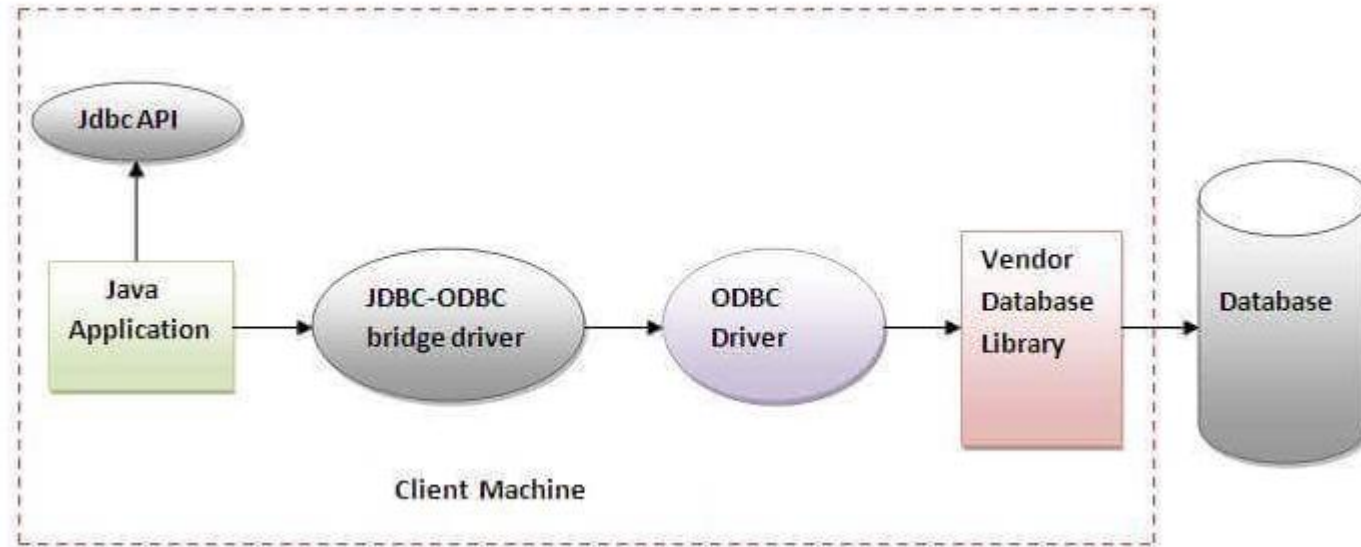 Jdbc API
Java
Application
JDBC-ODBC
bridge driver
ODBC
Driver
Vendor
Database
Library
Database
Client Machine